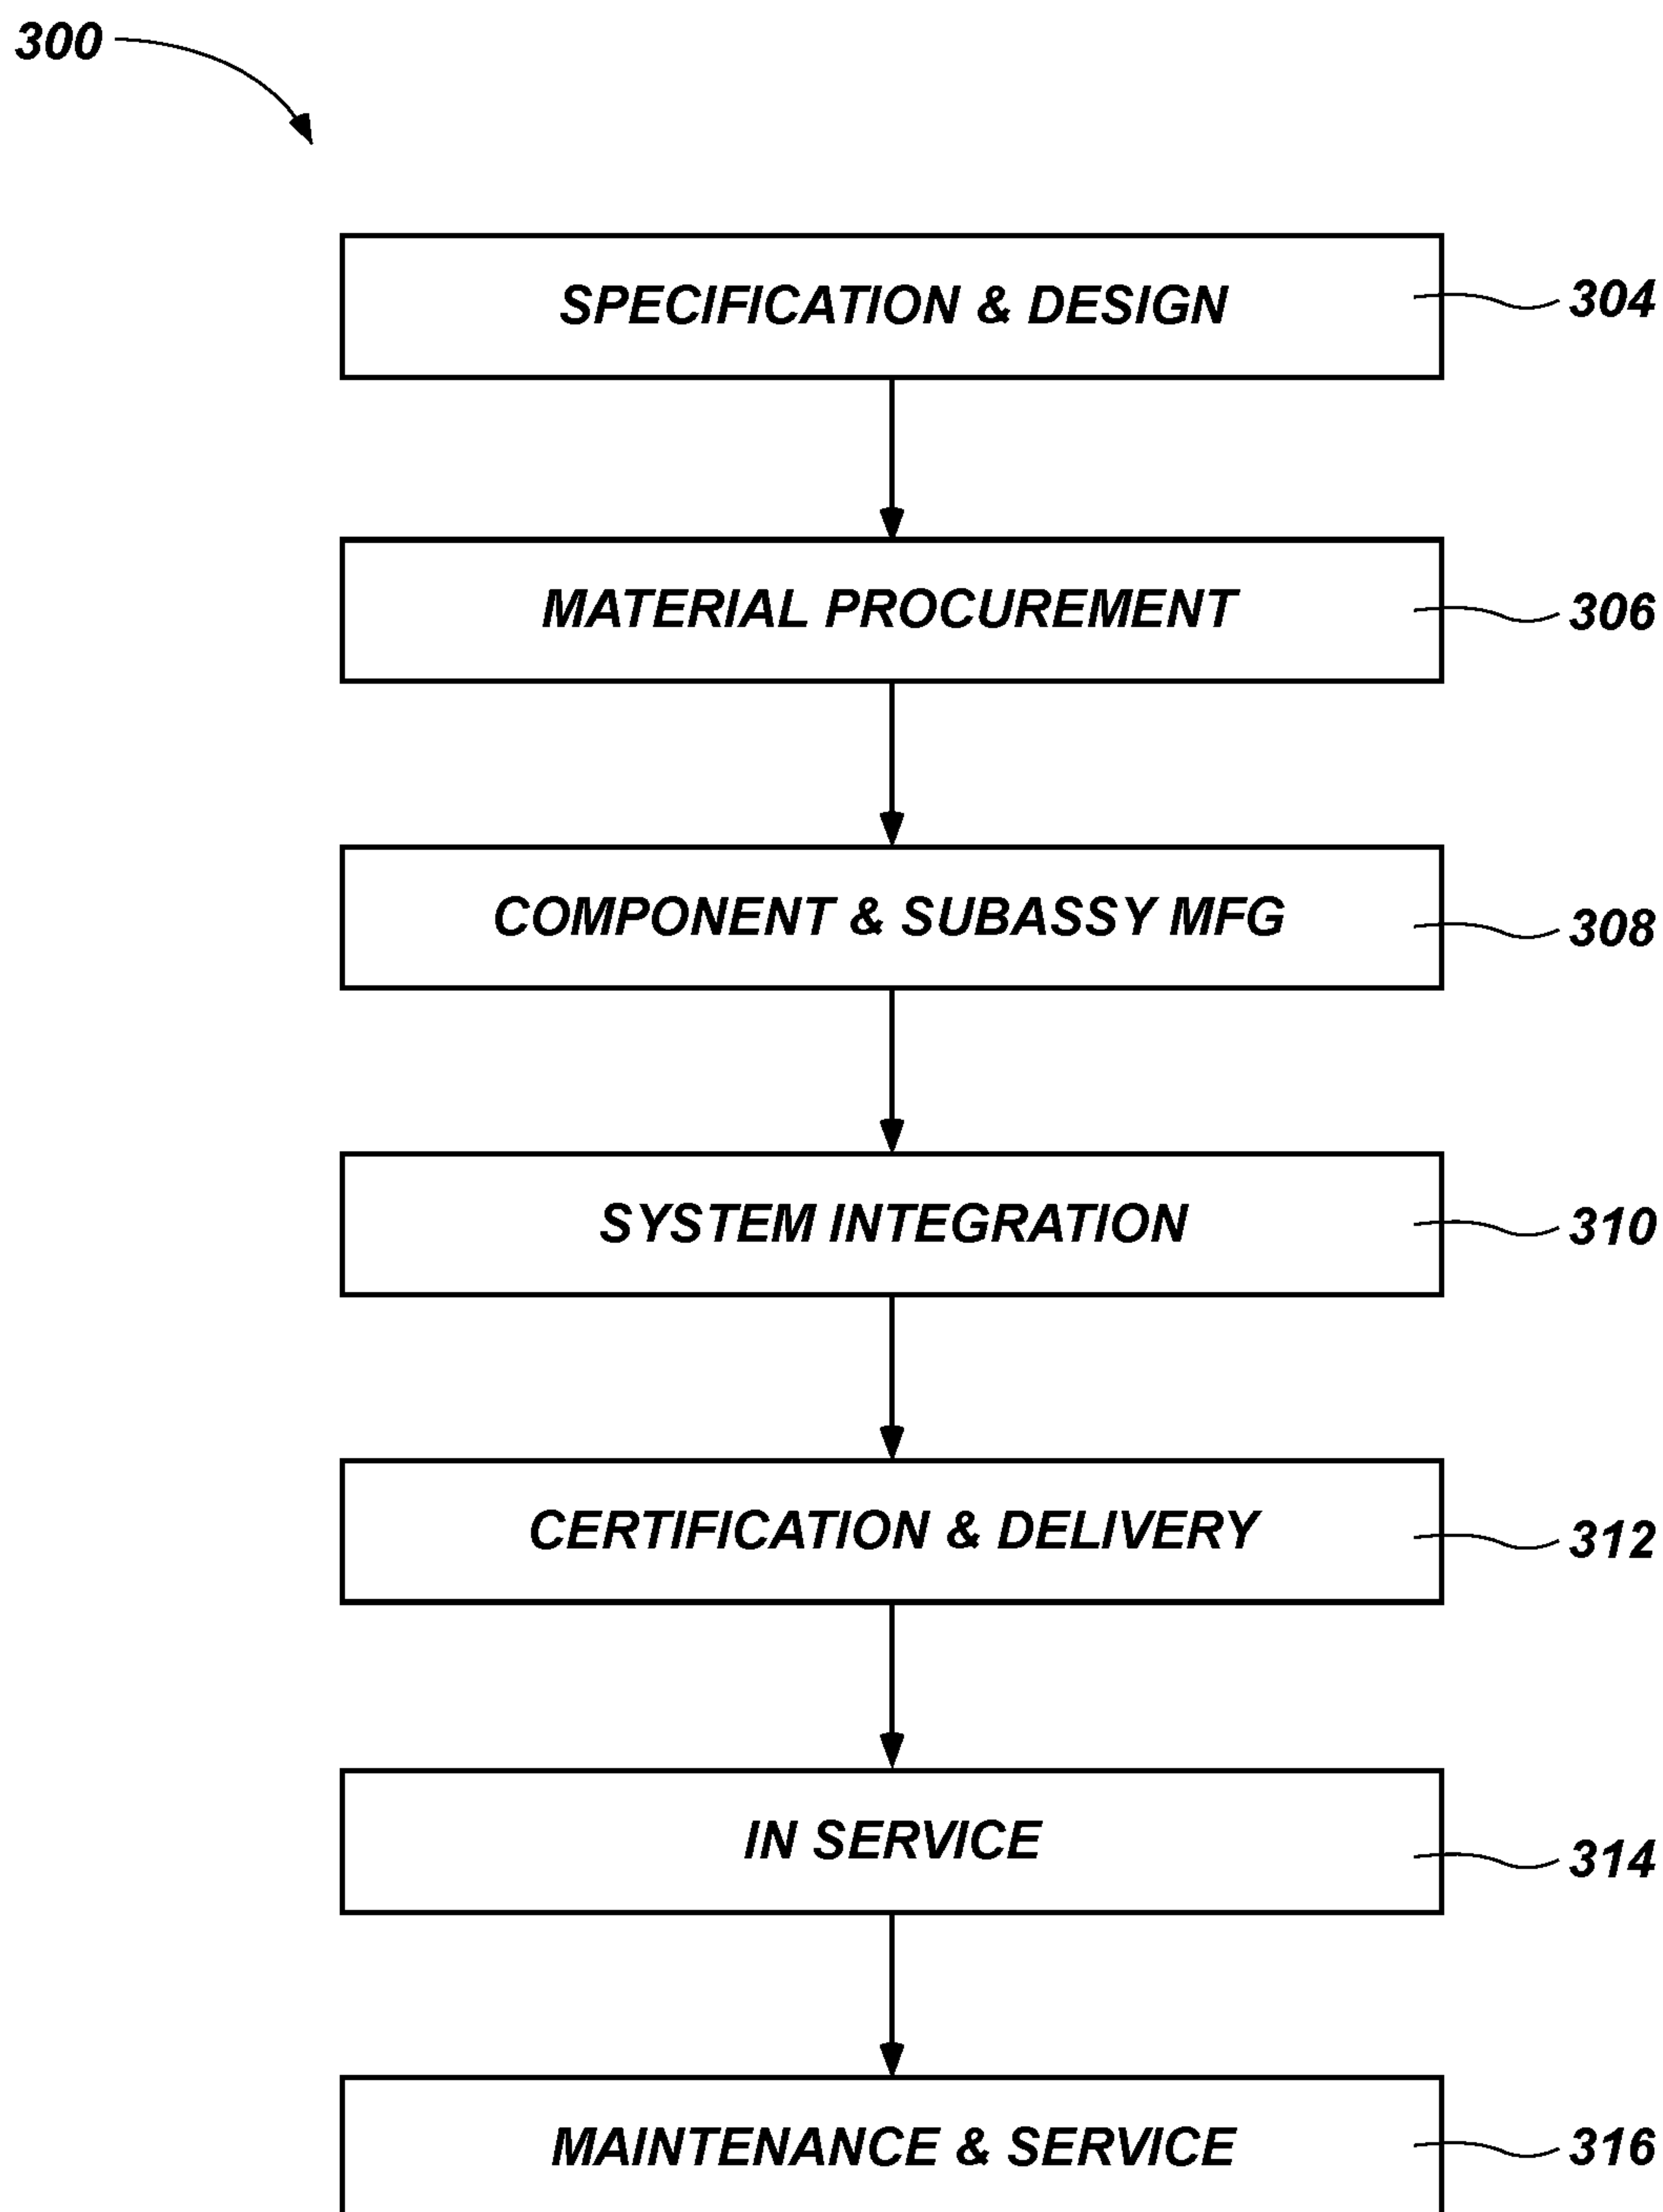 300
SPECIFICATION & DESIGN
304
MATERIAL PROCUREMENT
306
COMPONENT & SUBASSY MFG
308
SYSTEM INTEGRATION
310
CERTIFICATION & DELIVERY
312
IN SERVICE
314
MAINTENANCE & SERVICE
316